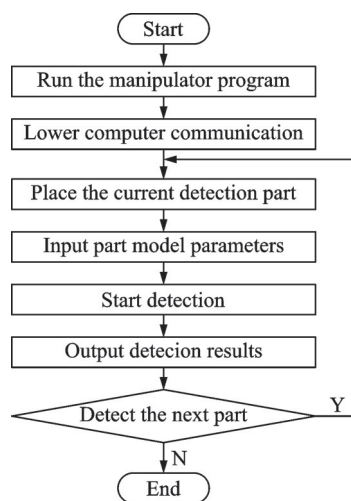 Start
Run the manipulator program
Lower computer communication
Place the current detection part
Input part model parameters
Start detection
Output detecion results
Detect the next part
Y
N
End